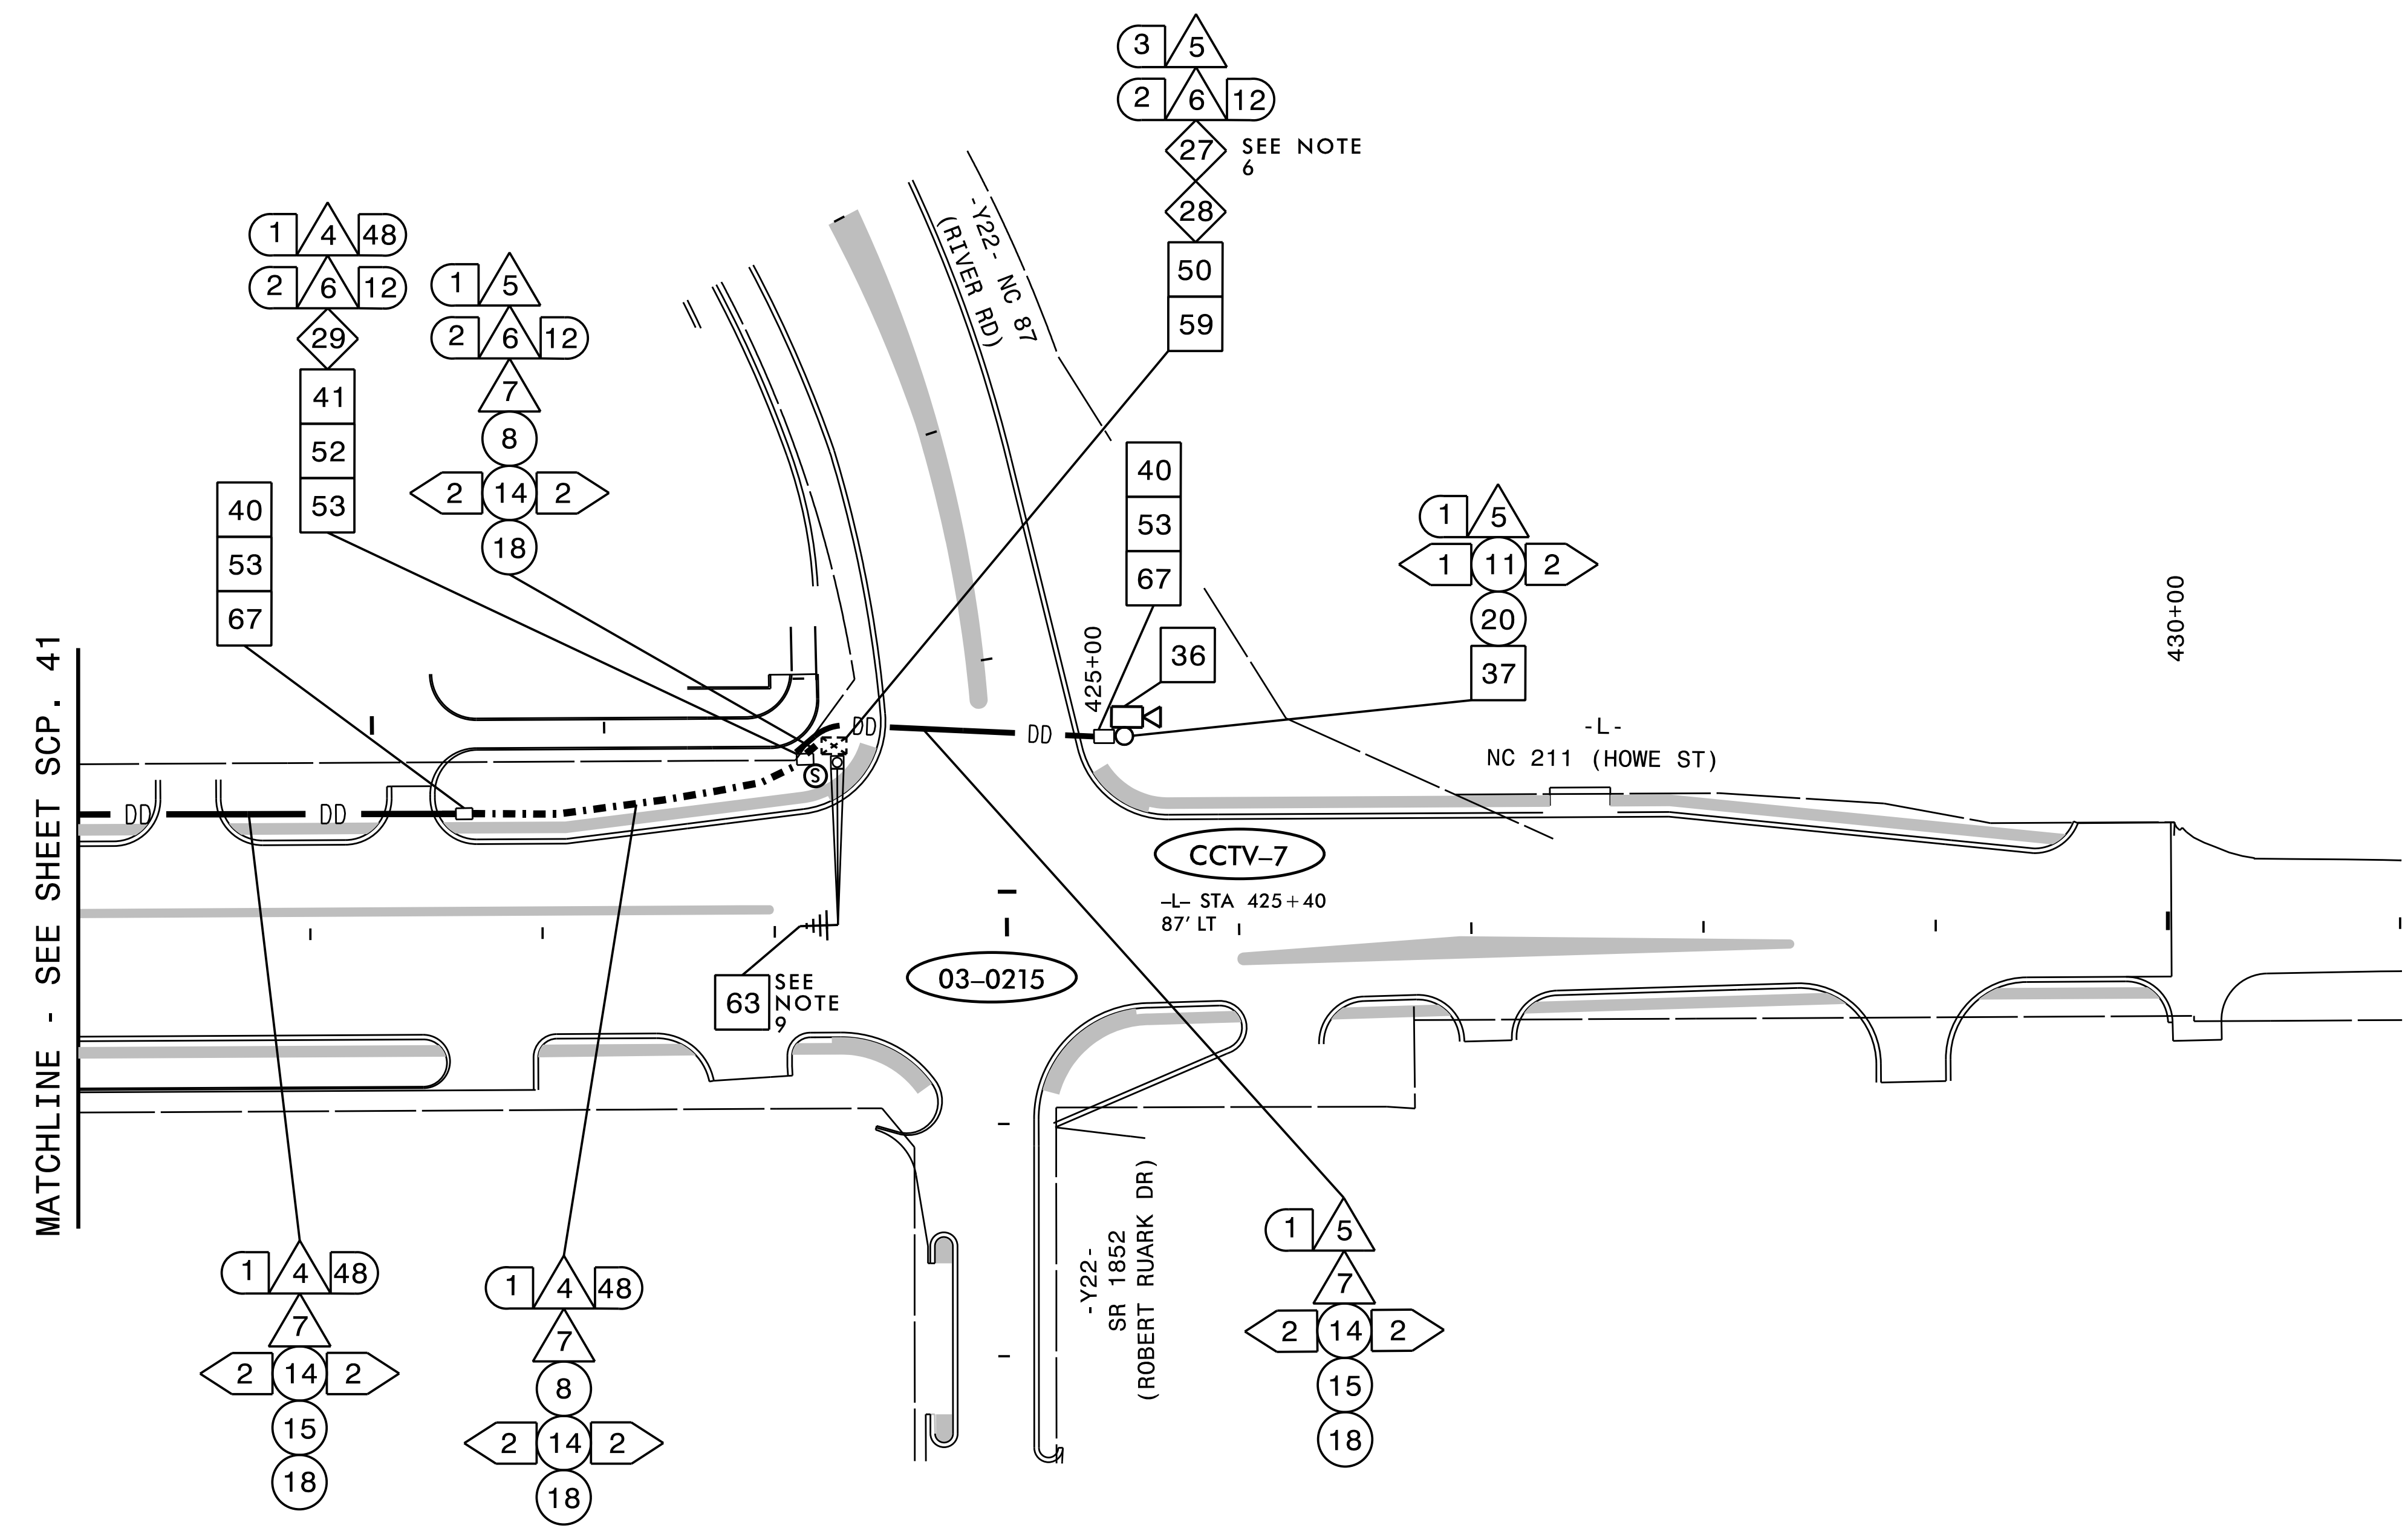 3 5
2 6 12
27 SEE NOTE
6
28
50
59
1 4 48
2 6 12
29
41
52
53
1 5
2 6 12
7
8
2 14 2
18
40
53
67
-Y22- NC 87
(RIVER RD)
40
53
67
36
425+00
1 5
1 11 2
20
37
430+00
MATCHLINE - SEE SHEET SCP. 41
DD
DD
DD
DD
S
-L-
NC 211 (HOWE ST)
CCTV–7
–L– STA 425+40
87' LT
03–0215
63 SEE
NOTE
9
-Y22-
SR 1852
(ROBERT RUARK DR)
1 4 48
7
2 14 2
15
18
1 4 48
7
8
2 14 2
18
1 5
7
2 14 2
15
18